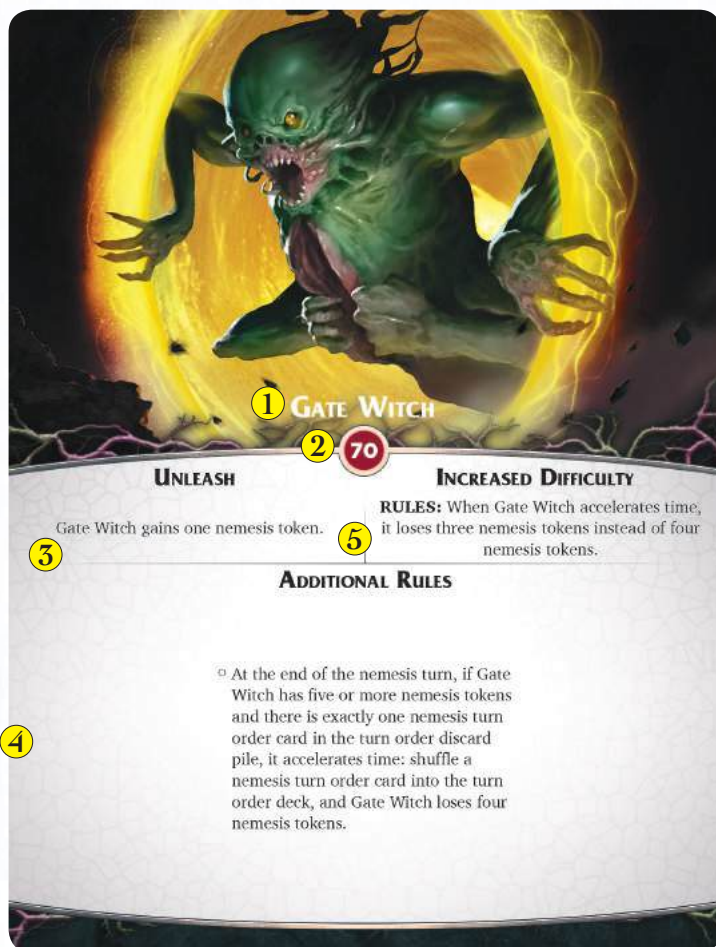 1 GATE WITCH
2 70
UNLEASH
Gate Witch gains one nemesis token.
3
INCREASED DIFFICULTY
RULES: When Gate Witch accelerates time,
it loses three nemesis tokens instead of four
nemesis tokens.
5
ADDITIONAL RULES
▫ At the end of the nemesis turn, if Gate
Witch has five or more nemesis tokens
and there is exactly one nemesis turn
order card in the turn order discard
pile, it accelerates time: shuffle a
nemesis turn order card into the turn
order deck, and Gate Witch loses four
nemesis tokens.
4